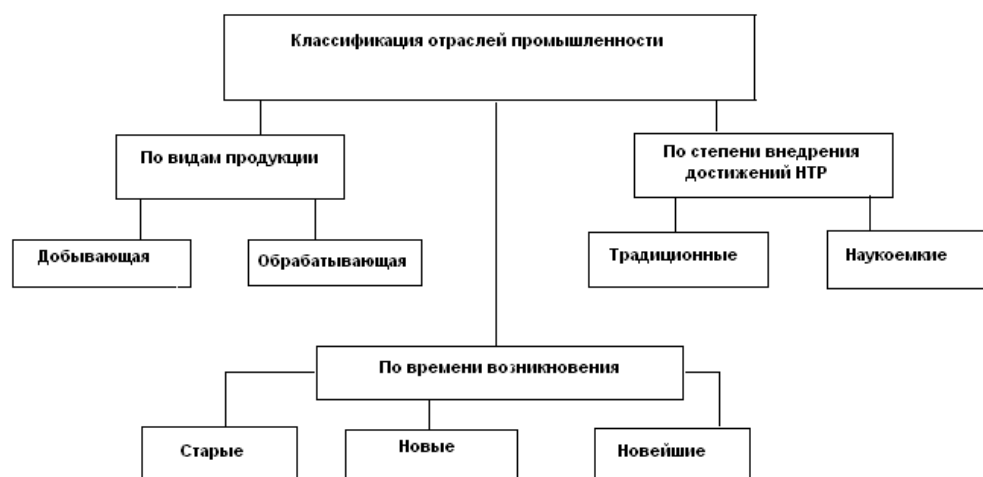 Классификация отраслей промышленности
По видам продукции
По степени внедрения
достижений НТР
Добывающая
Обрабатывающая
Традиционные
Наукоемкие
По времени возникновения
Старые
Новые
Новейшие